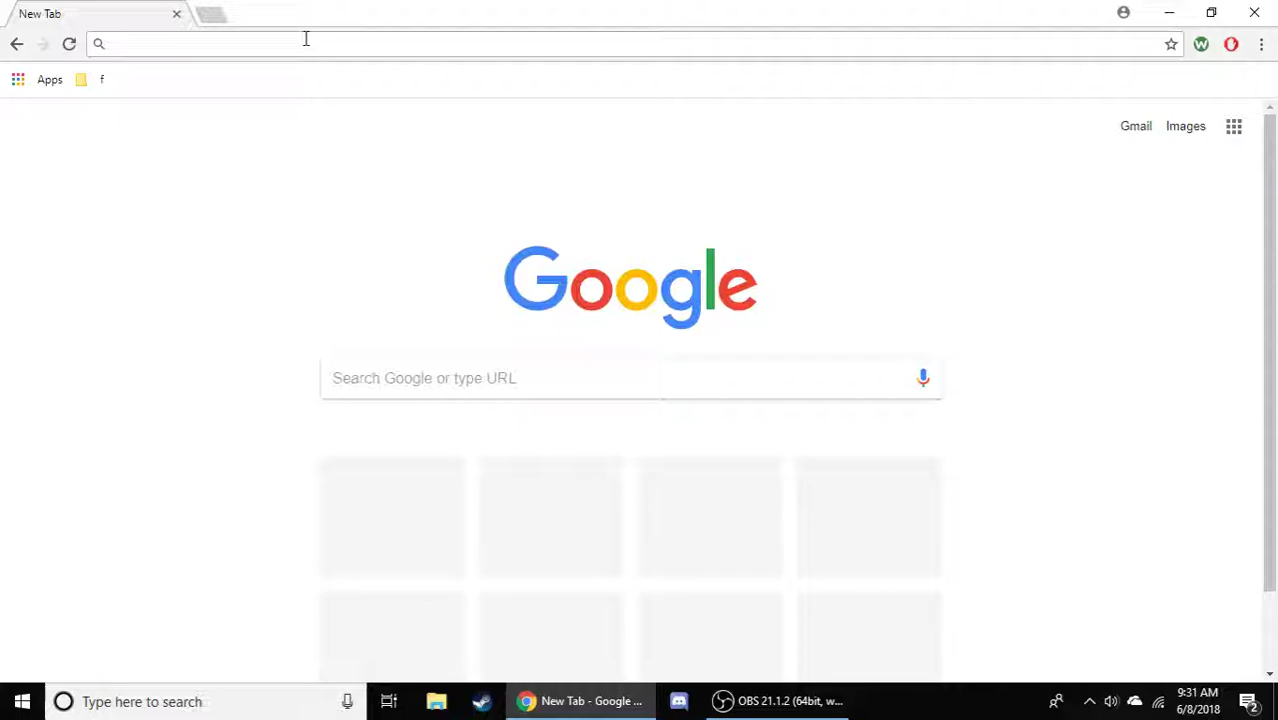 New Tab
Apps
f
Gmail
Images
Google
Search Google or type URL
Type here to search
New Tab - Google ...
OBS 21.1.2 (64bit, w...
9:31 AM
6/8/2018
2
W